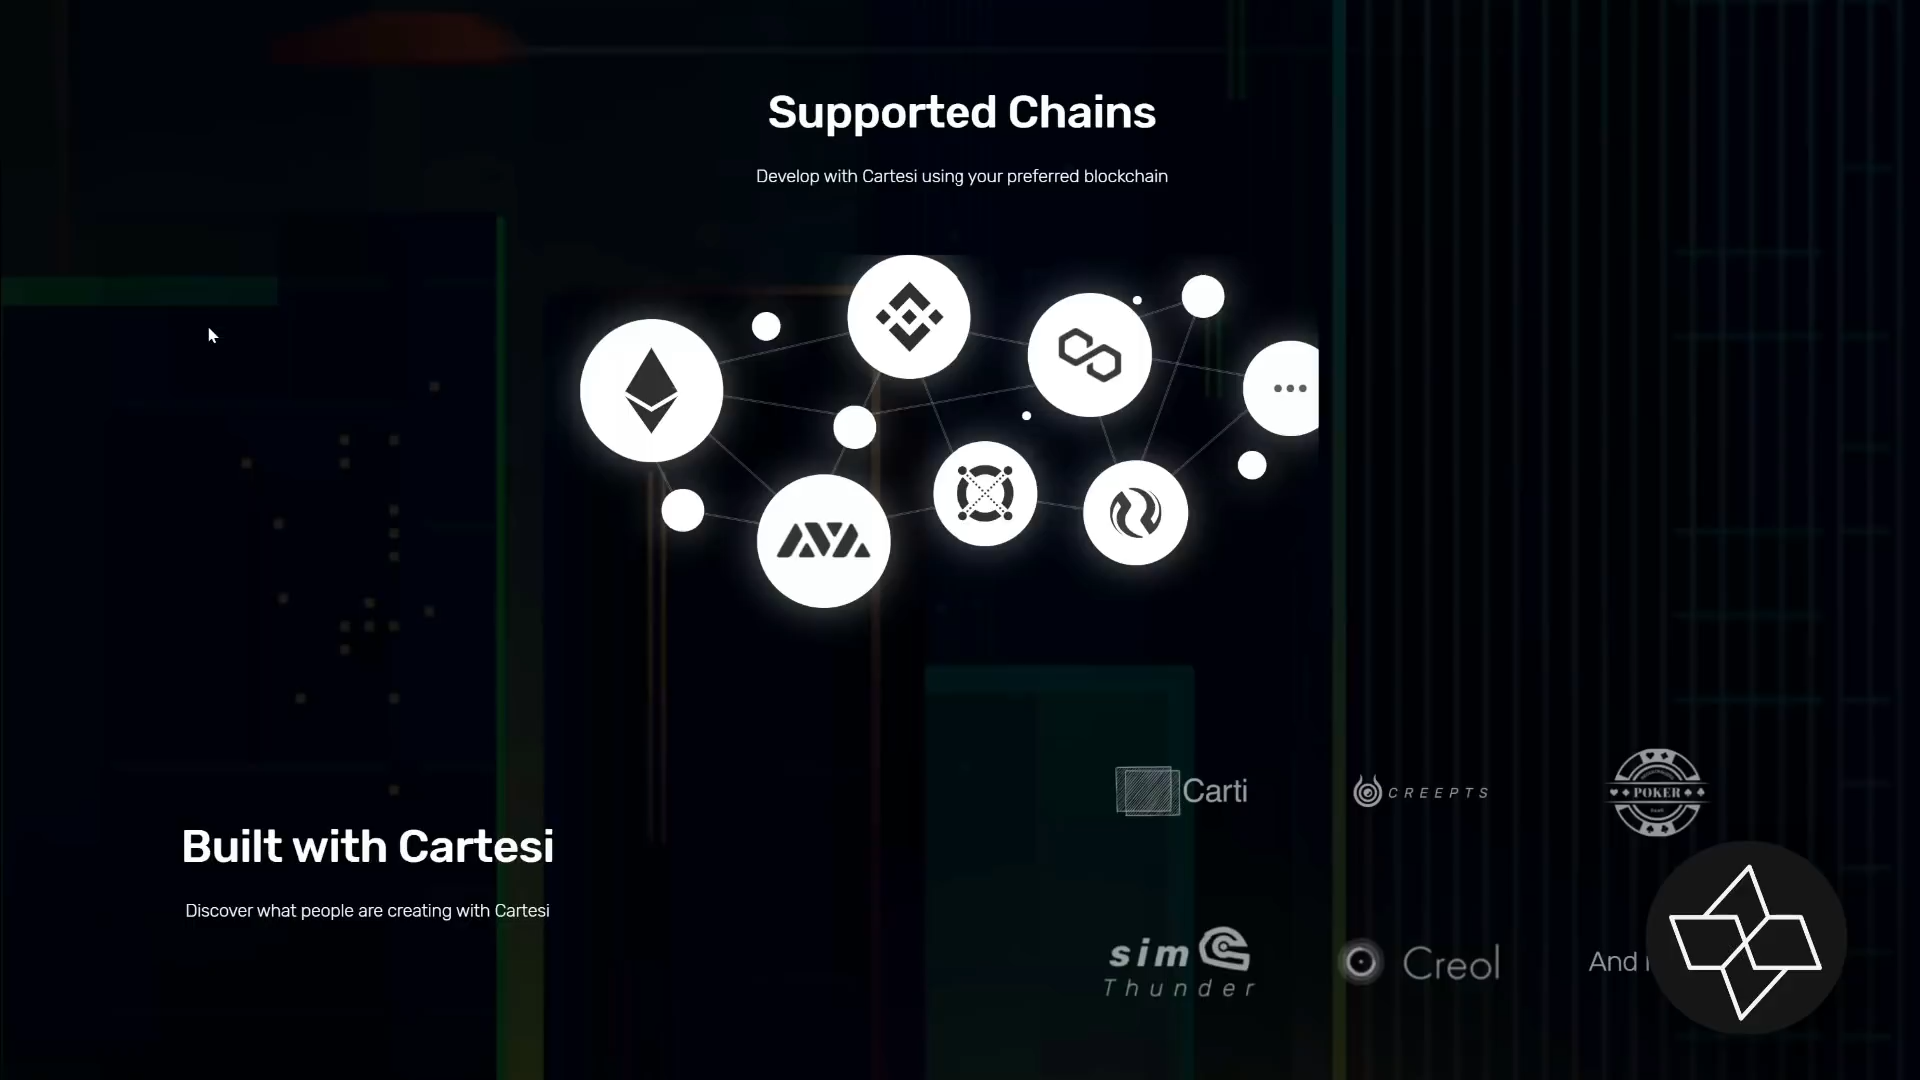 Supported Chains
Develop with Cartesi using your preferred blockchain
AVA
Carti
CREEPTS
POKER
Built with Cartesi
Discover what people are creating with Cartesi
sim
Thunder
Creol
And